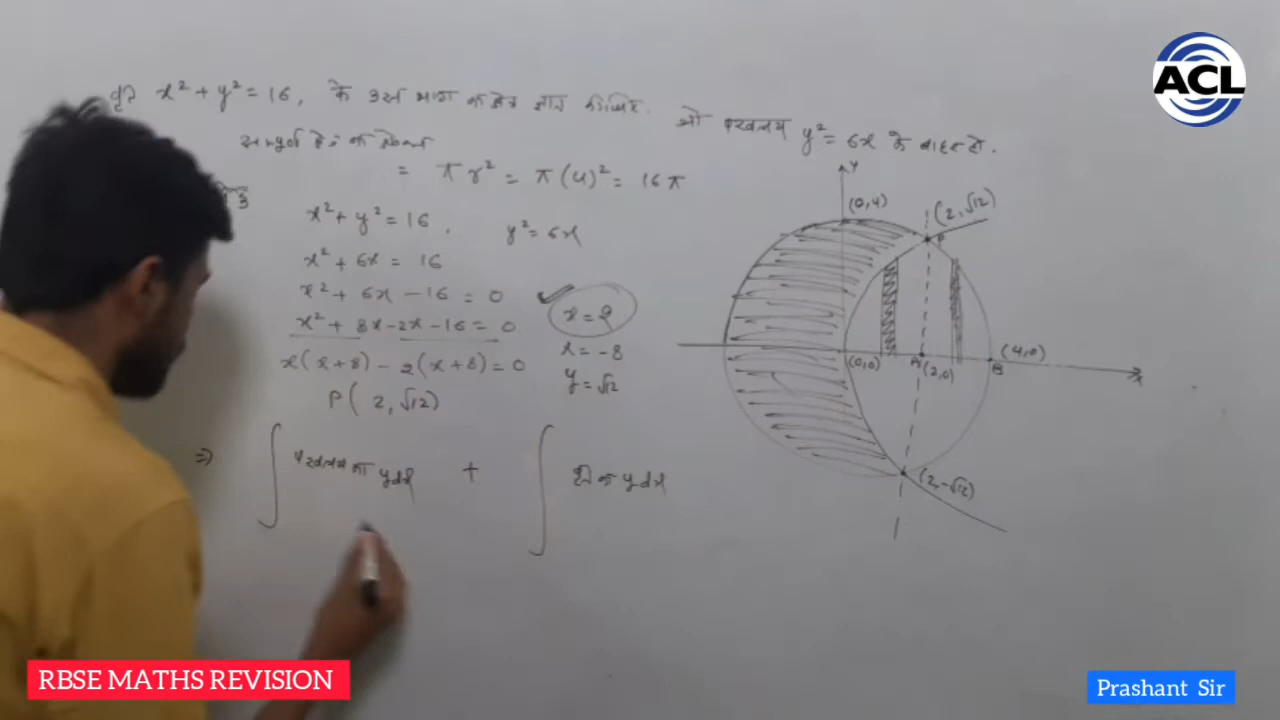 वृत्त x² + y² = 16, के उस भाग का क्षेत्र ज्ञात कीजिए. जो परवलय y² = 6x के बाहर हो.
सम्पूर्ण क्षेत्र का
= πr² = π(4)² = 16π
x² + y² = 16, y² = 6x
x² + 6x = 16
x² + 6x - 16 = 0
x² + 8x - 2x - 16 = 0
x(x+8) - 2(x+8) = 0
P(2, √12)
x = 2
x = -8
y = √12
⇒ ∫ परवलय का ydx + ∫ वृत्त का ydx
Y
(0,4)
(2,√12)
P
(0,0)
A
(2,0)
B
(4,0)
X
(2,-√12)
ACL
RBSE MATHS REVISION
Prashant Sir